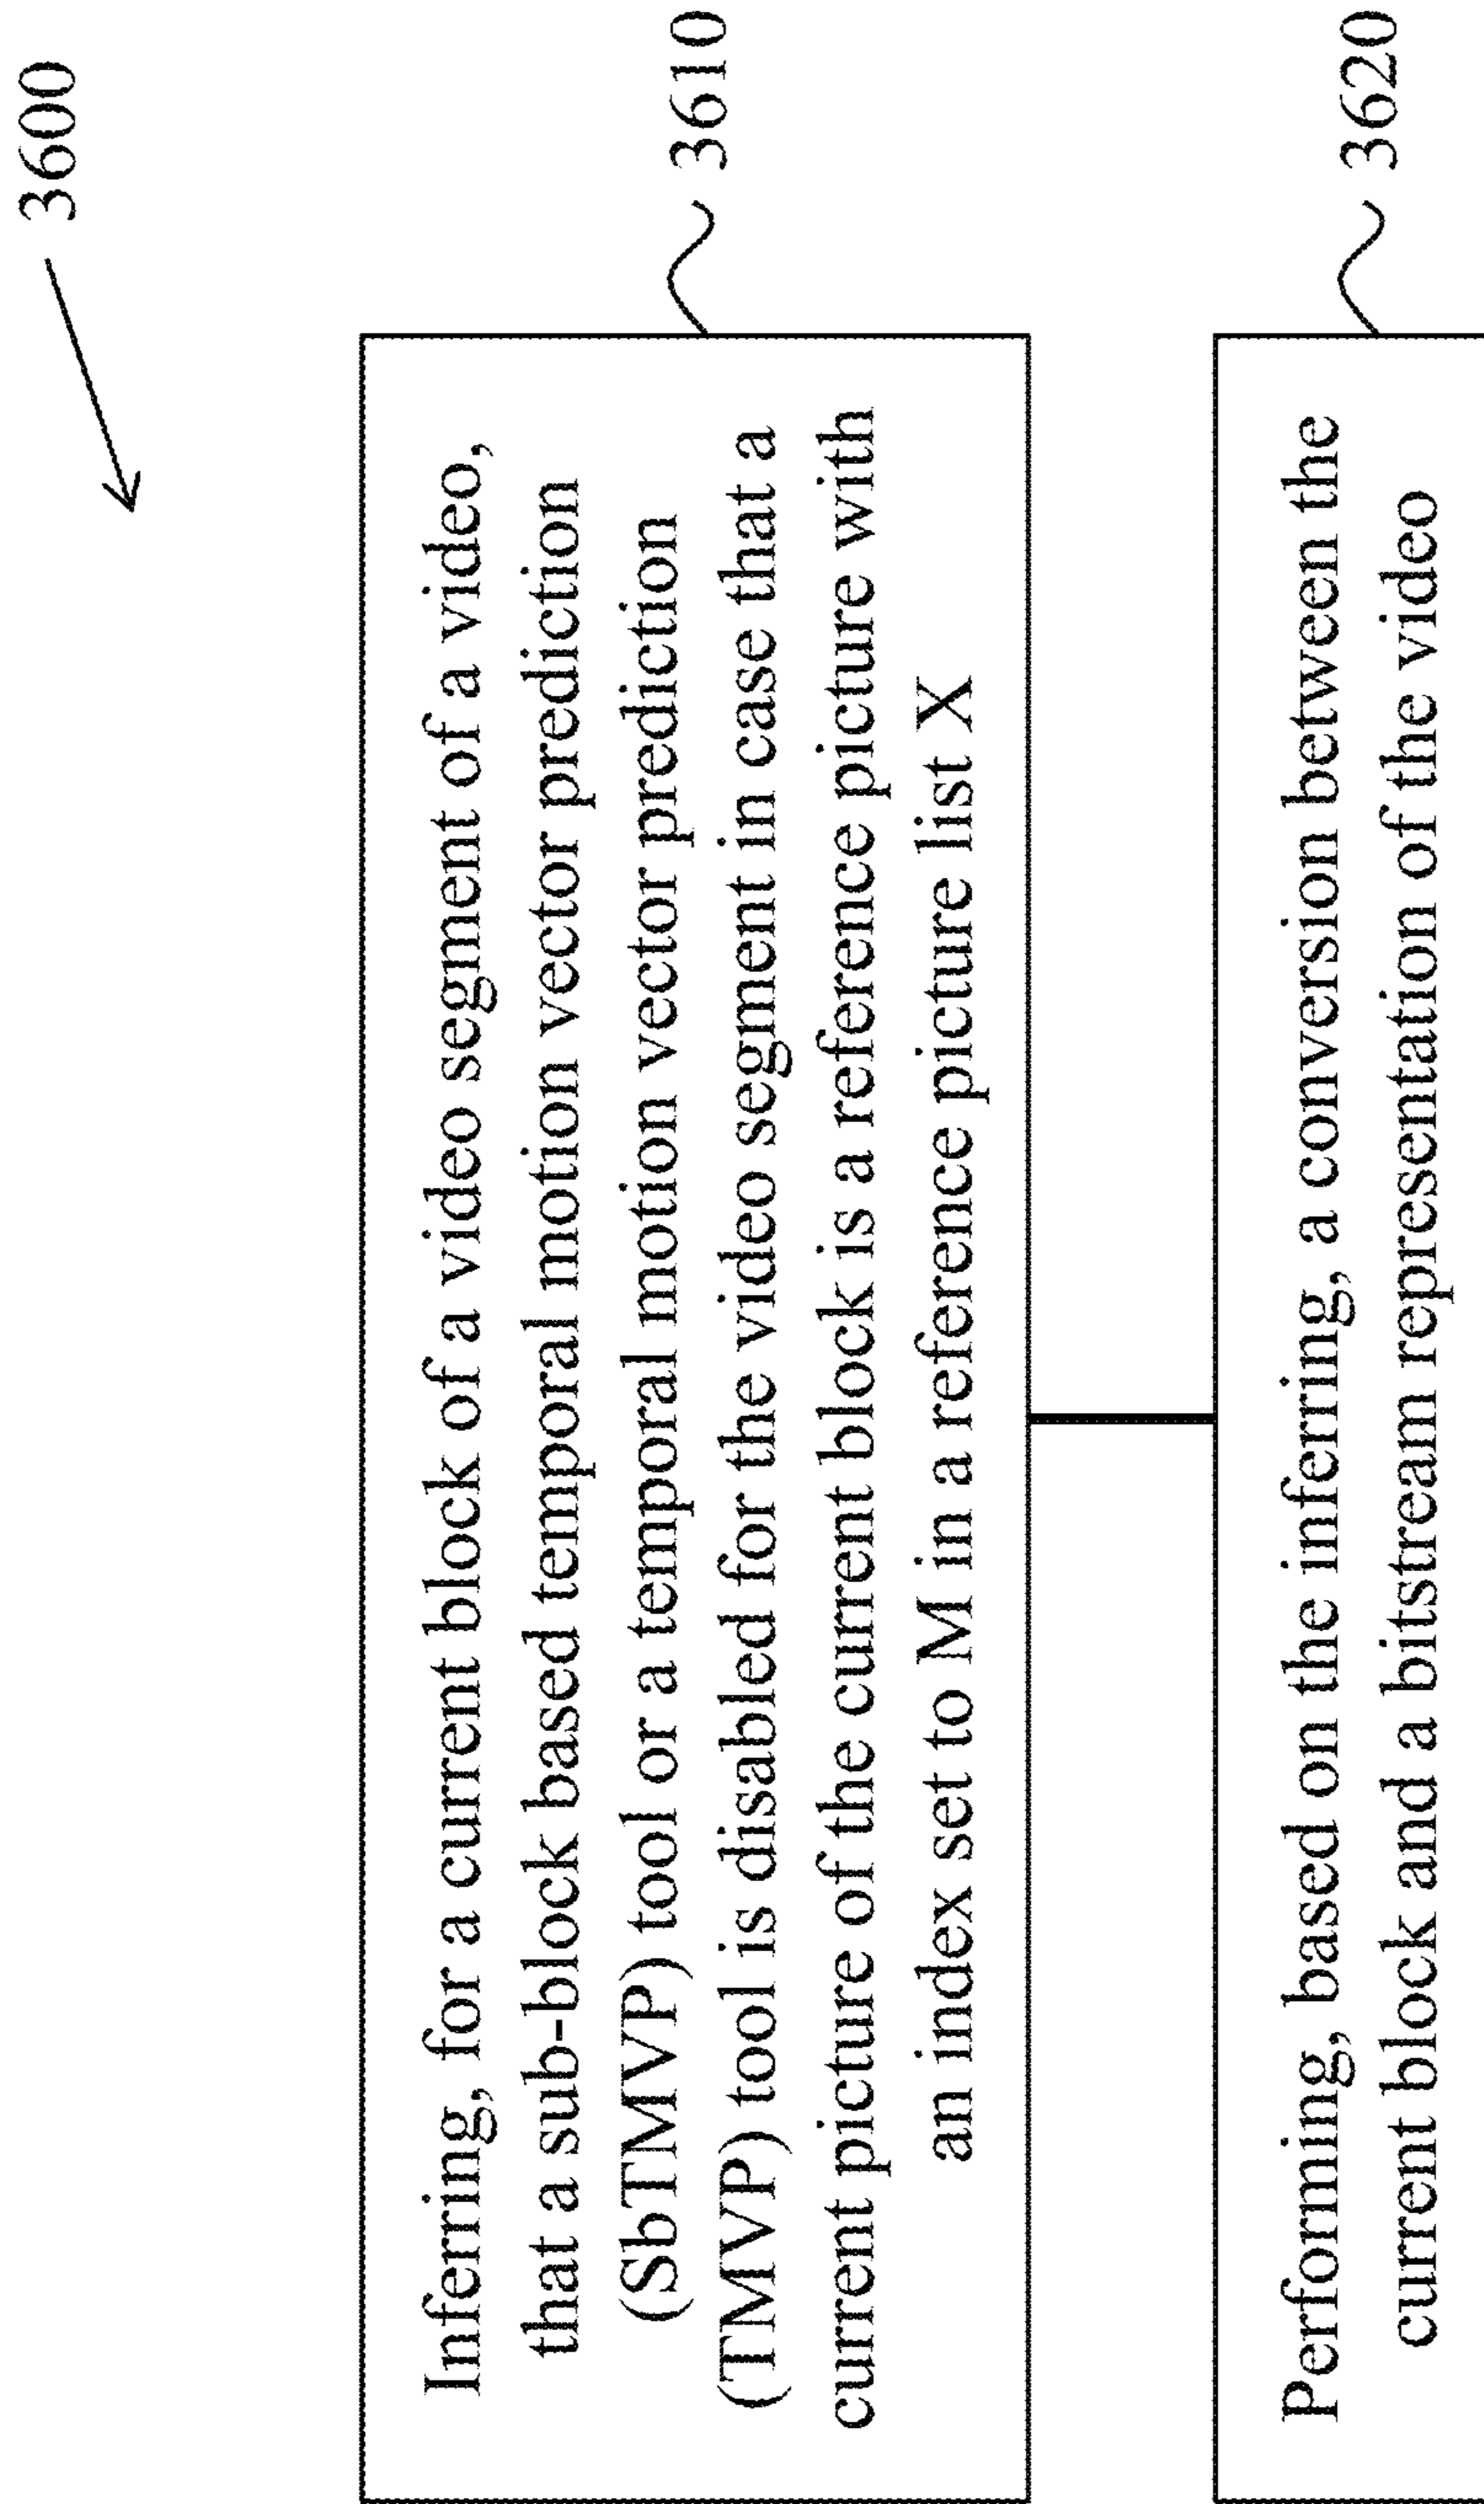 3600
Inferring, for a current block of a video segment of a video,
that a sub-block based temporal motion vector prediction
(SbTMVP) tool or a temporal motion vector prediction
(TMVP) tool is disabled for the video segment in case that a
current picture of the current block is a reference picture with
an index set to M in a reference picture list X
3610
Performing, based on the inferring, a conversion between the
current block and a bitstream representation of the video
3620